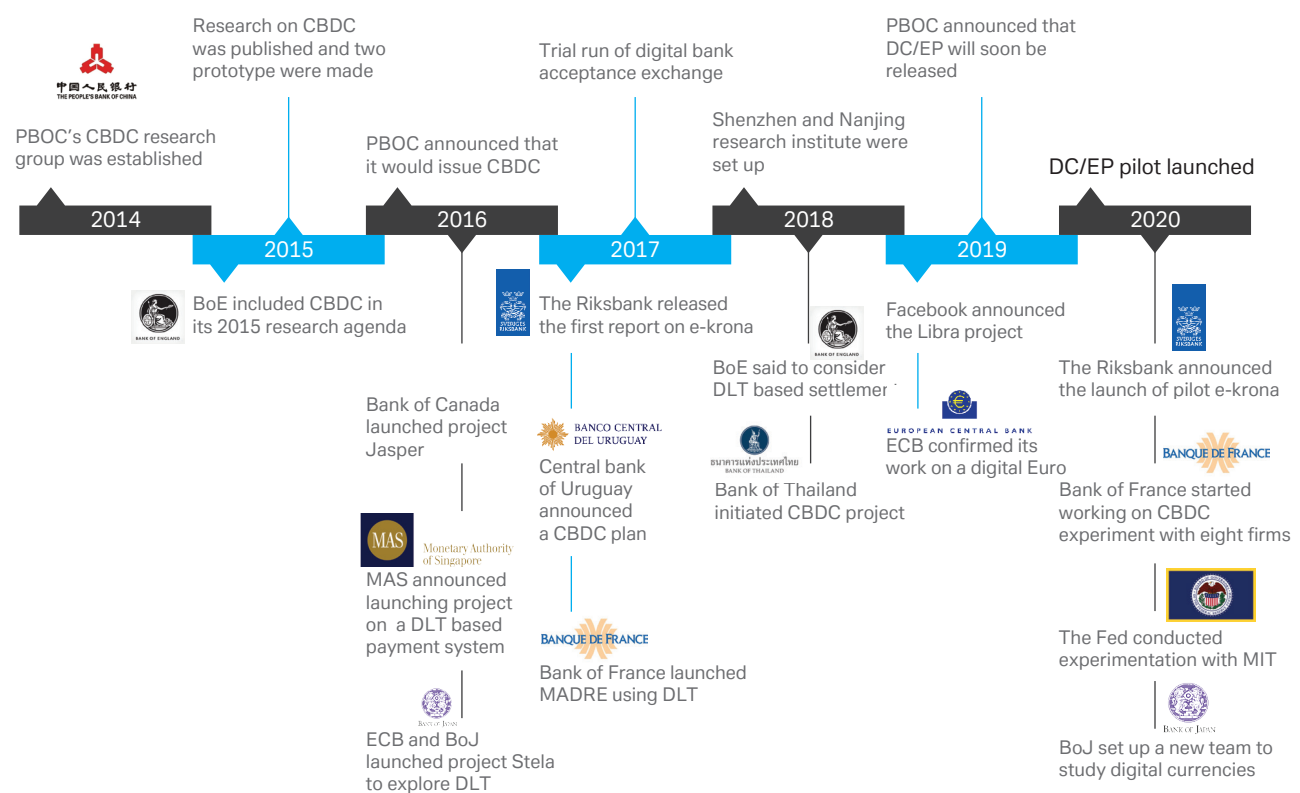 中国人民银行
THE PEOPLE'S BANK OF CHINA
PBOC's CBDC research
group was established
Research on CBDC
was published and two
prototype were made
PBOC announced that
it would issue CBDC
Trial run of digital bank
acceptance exchange
Shenzhen and Nanjing
research institute were
set up
PBOC announced that
DC/EP will soon be
released
DC/EP pilot launched
2014
2015
2016
2017
2018
2019
2020
BANK OF ENGLAND
BoE included CBDC in
its 2015 research agenda
Bank of Canada
launched project
Jasper
MAS
Monetary Authority
of Singapore
MAS announced
launching project
on a DLT based
payment system
BANK OF JAPAN
ECB and BoJ
launched project Stela
to explore DLT
SVERIGES
RIKSBANK
The Riksbank released
the first report on e-krona
BANCO CENTRAL
DEL URUGUAY
Central bank
of Uruguay
announced
a CBDC plan
BANQUE DE FRANCE
Bank of France launched
MADRE using DLT
BANK OF ENGLAND
BoE said to consider
DLT based settlemer
ธนาคารแห่งประเทศไทย
BANK OF THAILAND
Bank of Thailand
initiated CBDC project
Facebook announced
the Libra project
EUROPEAN CENTRAL BANK
ECB confirmed its
work on a digital Euro
SVERIGES
RIKSBANK
The Riksbank announced
the launch of pilot e-krona
BANQUE DE FRANCE
Bank of France started
working on CBDC
experiment with eight firms
The Fed conducted
experimentation with MIT
BANK OF JAPAN
BoJ set up a new team to
study digital currencies